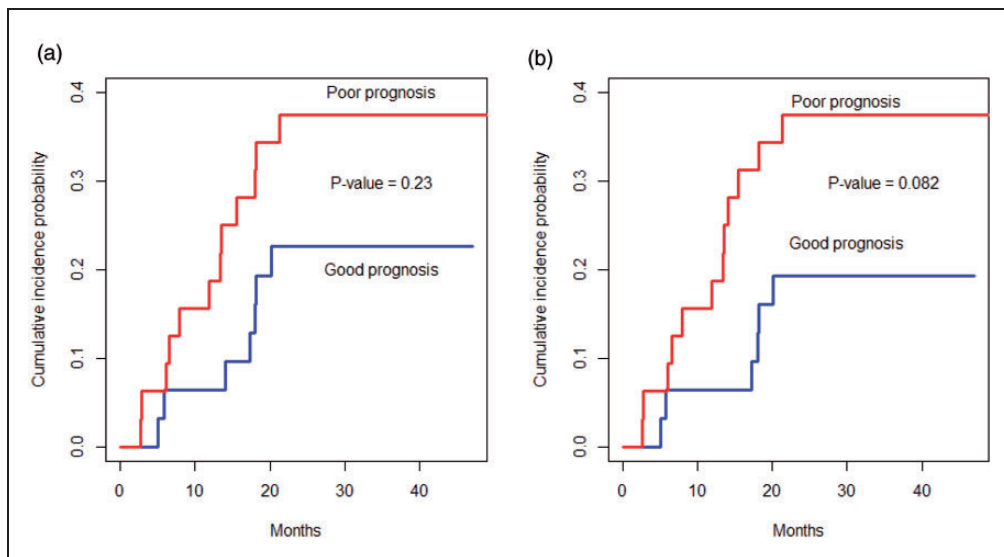 (a)
Cumulative incidence probability
0.4
0.3
0.2
0.1
0.0
Poor prognosis
P-value = 0.23
Good prognosis
0 10 20 30 40
Months
(b)
Cumulative incidence probability
0.4
0.3
0.2
0.1
0.0
Poor prognosis
P-value = 0.082
Good prognosis
0 10 20 30 40
Months